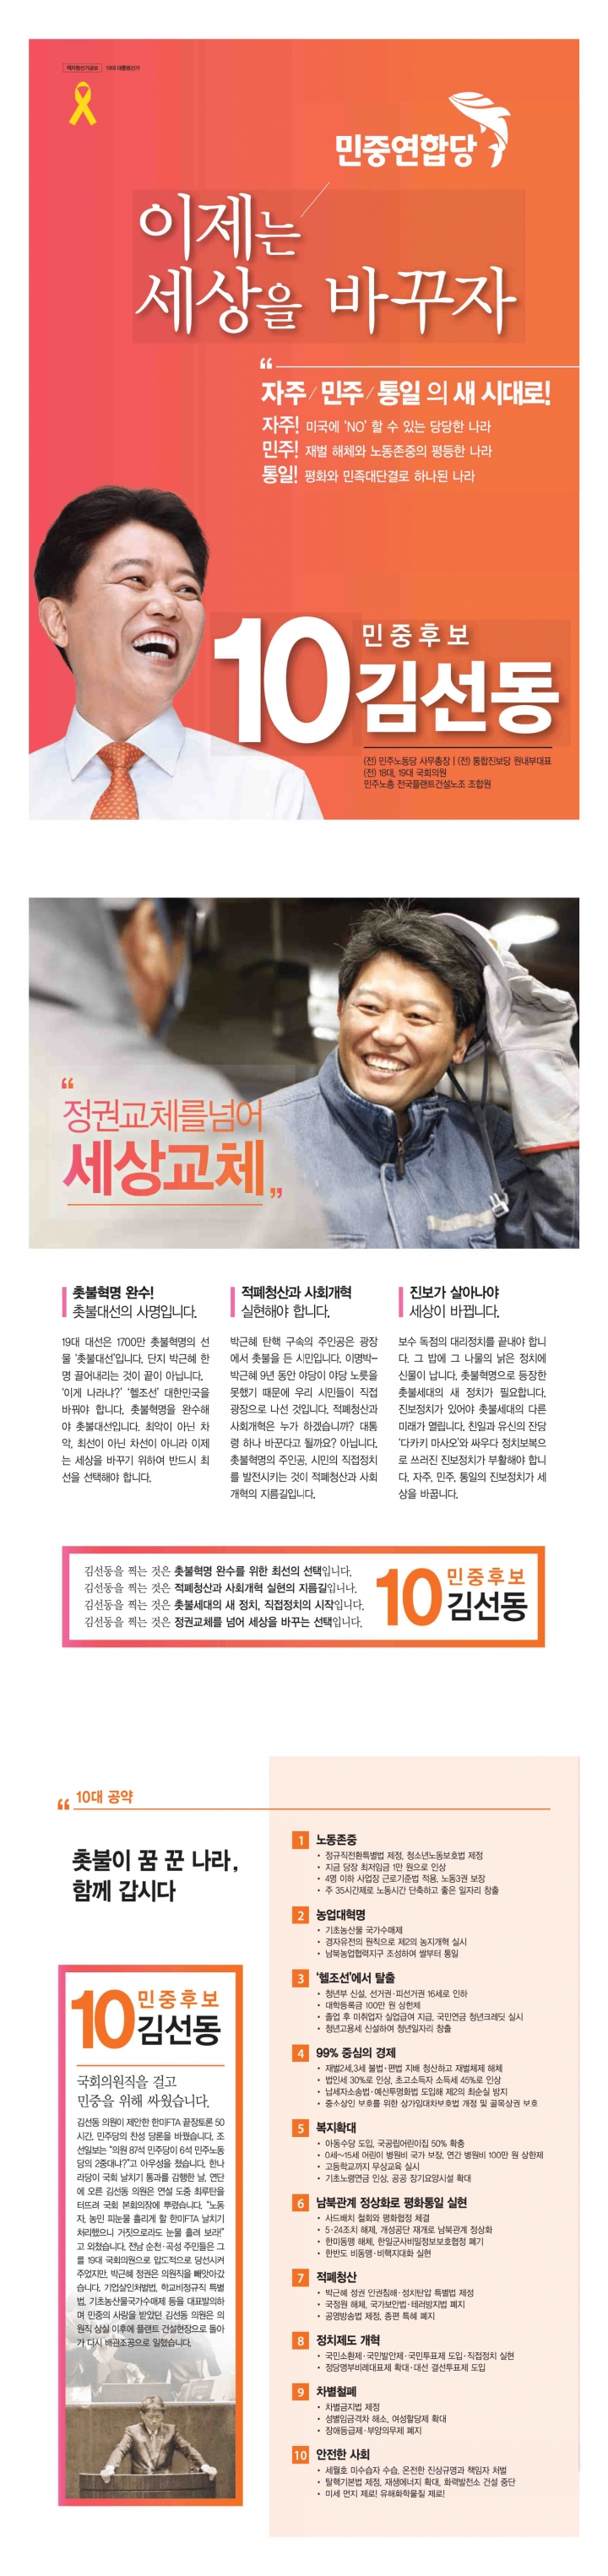 책자형선거공보 19대 대통령선거
민중연합당
이제는
세상을 바꾸자
“
자주/민주/통일 의 새 시대로!
자주! 미국에 ‘NO’ 할 수 있는 당당한 나라
민주! 재벌 해체와 노동존중의 평등한 나라
통일! 평화와 민족대단결로 하나된 나라
10 민중후보
김선동
(전) 민주노동당 사무총장 | (전) 통합진보당 원내부대표
(전) 18대, 19대 국회의원
민주노총 전국플랜트건설노조 조합원
“
정권교체를넘어
세상교체”
촛불혁명 완수!
촛불대선의 사명입니다.
19대 대선은 1700만 촛불혁명의 선
물 ‘촛불대선’입니다. 단지 박근혜 한
명 끌어내리는 것이 끝이 아닙니다.
‘이게 나라냐?’ ‘헬조선’ 대한민국을
바꿔야 합니다. 촛불혁명을 완수해
야 촛불대선입니다. 최악이 아닌 차
악, 최선이 아닌 차선이 아니라 이제
는 세상을 바꾸기 위하여 반드시 최
선을 선택해야 합니다.
적폐청산과 사회개혁
실현해야 합니다.
박근혜 탄핵 구속의 주인공은 광장
에서 촛불을 든 시민입니다. 이명박-
박근혜 9년 동안 야당이 야당 노릇을
못했기 때문에 우리 시민들이 직접
광장으로 나선 것입니다. 적폐청산과
사회개혁은 누가 하겠습니까? 대통
령 하나 바꾼다고 될까요? 아닙니다.
촛불혁명의 주인공, 시민의 직접정치
를 발전시키는 것이 적폐청산과 사회
개혁의 지름길입니다.
진보가 살아나야
세상이 바뀝니다.
보수 독점의 대리정치를 끝내야 합니
다. 그 밥에 그 나물의 낡은 정치에
신물이 납니다. 촛불혁명으로 등장한
촛불세대의 새 정치가 필요합니다.
진보정치가 있어야 촛불세대의 다른
미래가 열립니다. 친일과 유신의 잔당
‘다카키 마사오’와 싸우다 정치보복으
로 쓰러진 진보정치가 부활해야 합니
다. 자주, 민주, 통일의 진보정치가 세
상을 바꿉니다.
김선동을 찍는 것은 촛불혁명 완수를 위한 최선의 선택입니다.
김선동을 찍는 것은 적폐청산과 사회개혁 실현의 지름길입니다.
김선동을 찍는 것은 촛불세대의 새 정치, 직접정치의 시작입니다.
김선동을 찍는 것은 정권교체를 넘어 세상을 바꾸는 선택입니다.
10 민중후보
김선동
“ 10대 공약
촛불이 꿈 꾼 나라,
함께 갑시다
10 민중후보
김선동
국회의원직을 걸고
민중을 위해 싸웠습니다.
김선동 의원이 제안한 한미FTA 끝장토론 50
시간, 민주당의 찬성 당론을 바꿨습니다. 조
선일보는 “의원 87석 민주당이 6석 민주노동
당의 2중대냐?”고 아우성을 쳤습니다. 한나
라당이 국회 날치기 통과를 감행한 날, 연단
에 오른 김선동 의원은 연설 도중 최루탄을
터뜨려 국회 본회의장에 뿌렸습니다. “노동
자, 농민 피눈물 흘리게 할 한미FTA 날치기
처리했으니 거짓으로라도 눈물 흘려 보라!”
고 외쳤습니다. 전남 순천·곡성 주민들은 그
를 19대 국회의원으로 압도적으로 당선시켜
주었지만, 박근혜 정권은 의원직을 빼앗아갔
습니다. 기업살인처벌법, 학교비정규직 특별
법, 기초농산물국가수매제 등을 대표발의하
며 민중의 사랑을 받았던 김선동 의원은 의
원직 상실 이후에 플랜트 건설현장으로 돌아
가 다시 배관조공으로 일했습니다.
1 노동존중
• 정규직전환특별법 제정, 청소년노동보호법 제정
• 지금 당장 최저임금 1만 원으로 인상
• 4명 이하 사업장 근로기준법 적용, 노동3권 보장
• 주 35시간제로 노동시간 단축하고 좋은 일자리 창출
2 농업대혁명
• 기초농산물 국가수매제
• 경자유전의 원칙으로 제2의 농지개혁 실시
• 남북농업협력지구 조성하여 쌀부터 통일
3 ‘헬조선’에서 탈출
• 청년부 신설, 선거권·피선거권 16세로 인하
• 대학등록금 100만 원 상한제
• 졸업 후 미취업자 실업급여 지급, 국민연금 청년크레딧 실시
• 청년고용세 신설하여 청년일자리 창출
4 99% 중심의 경제
• 재벌2세,3세 불법·편법 지배 청산하고 재벌체제 해체
• 법인세 30%로 인상, 초고소득자 소득세 45%로 인상
• 납세자소송법·예산투명화법 도입해 제2의 최순실 방지
• 중소상인 보호를 위한 상가임대차보호법 개정 및 골목상권 보호
5 복지확대
• 아동수당 도입, 국공립어린이집 50% 확충
• 0세~15세 어린이 병원비 국가 보장, 연간 병원비 100만 원 상한제
• 고등학교까지 무상교육 실시
• 기초노령연금 인상, 공공 장기요양시설 확대
6 남북관계 정상화로 평화통일 실현
• 사드배치 철회와 평화협정 체결
• 5·24조치 해제, 개성공단 재개로 남북관계 정상화
• 한미동맹 해체, 한일군사비밀정보보호협정 폐기
• 한반도 비동맹·비핵지대화 실현
7 적폐청산
• 박근혜 정권 인권침해·정치탄압 특별법 제정
• 국정원 해체, 국가보안법·테러방지법 폐지
• 공영방송법 제정, 종편 특혜 폐지
8 정치제도 개혁
• 국민소환제·국민발안제·국민투표제 도입·직접정치 실현
• 정당명부비례대표제 확대·대선 결선투표제 도입
9 차별철폐
• 차별금지법 제정
• 성별임금격차 해소, 여성할당제 확대
• 장애등급제·부양의무제 폐지
10 안전한 사회
• 세월호 미수습자 수습, 온전한 진상규명과 책임자 처벌
• 탈핵기본법 제정, 재생에너지 확대, 화력발전소 건설 중단
• 미세 먼지 제로! 유해화학물질 제로!